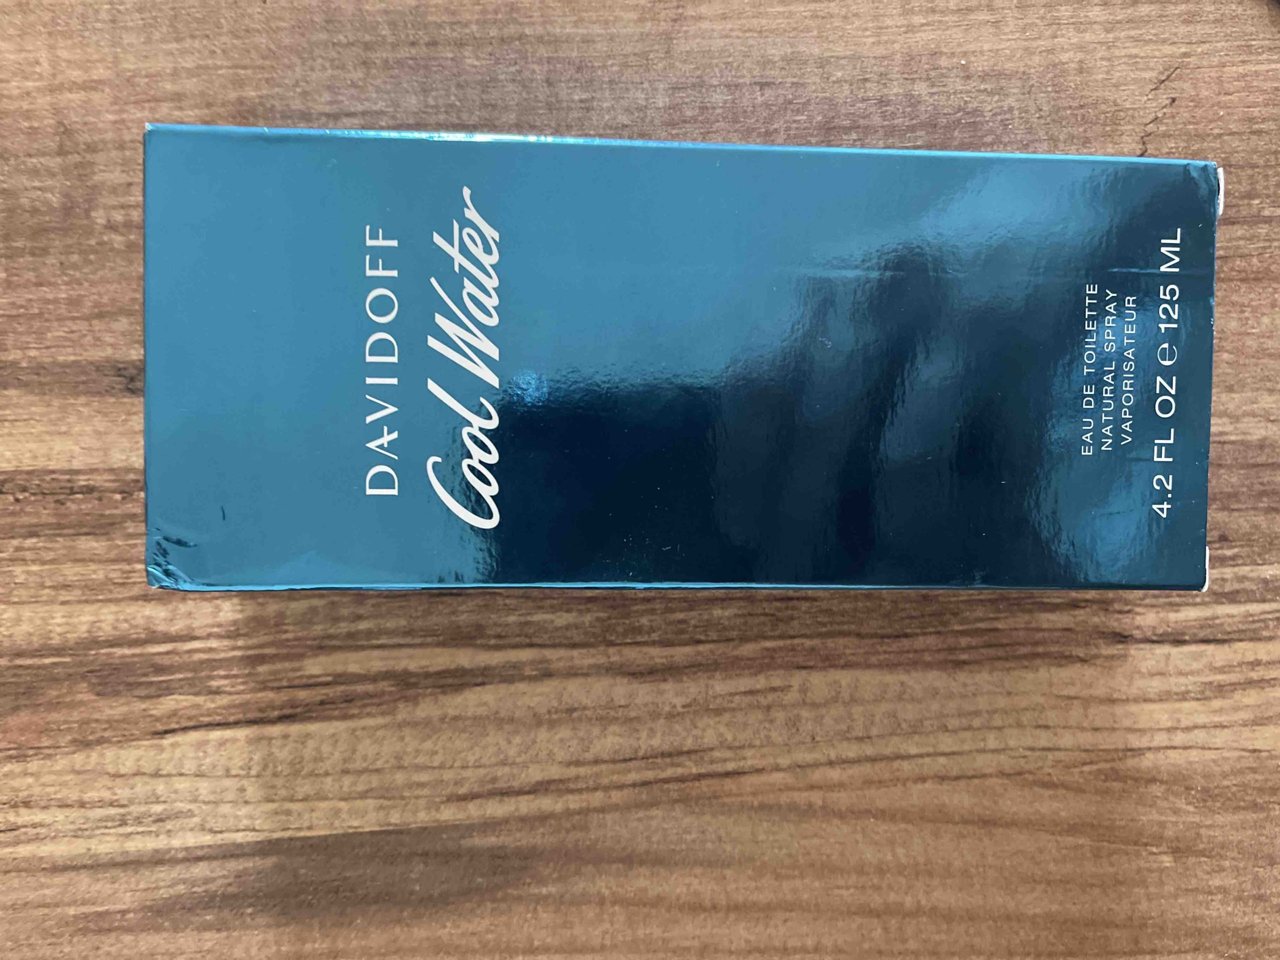 DAVIDOFF
Cool Water
EAU DE TOILETTE
NATURAL SPRAY
VAPORISATEUR
4.2 FL OZ ℮ 125 ML